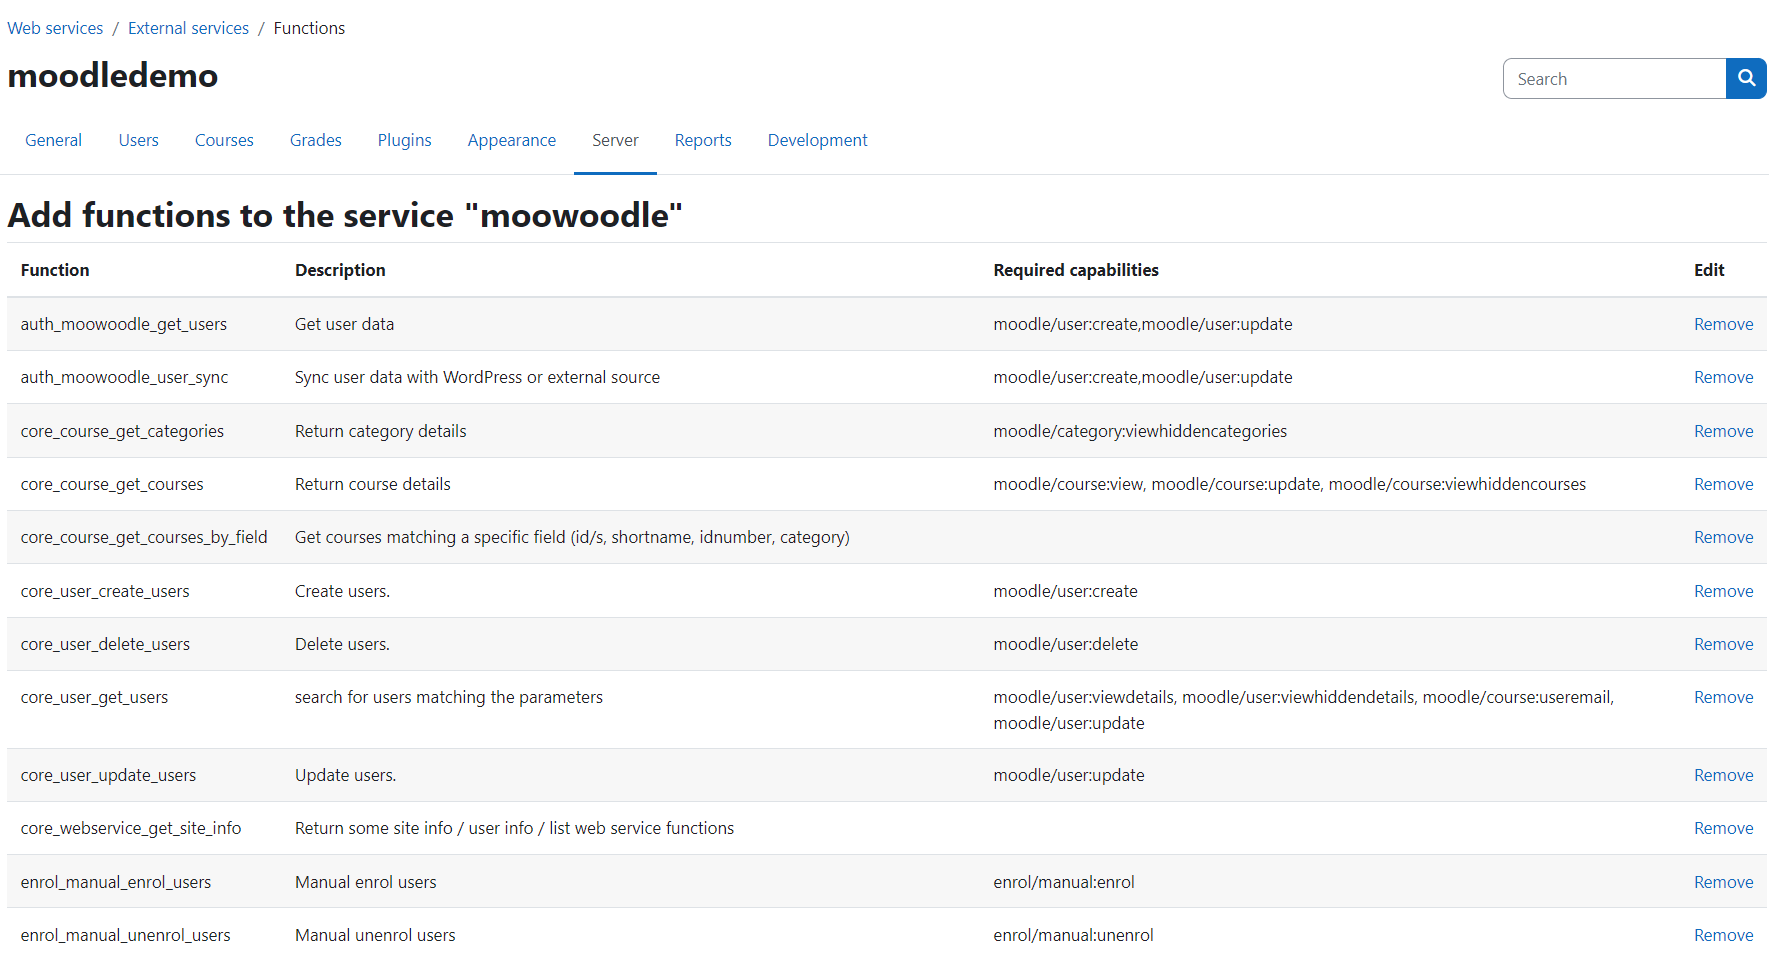 Web services / External services / Functions
moodledemo
Search
General Users Courses Grades Plugins Appearance Server Reports Development
Add functions to the service "moowoodle"
Function Description Required capabilities Edit
auth_moowoodle_get_users Get user data moodle/user:create,moodle/user:update Remove
auth_moowoodle_user_sync Sync user data with WordPress or external source moodle/user:create,moodle/user:update Remove
core_course_get_categories Return category details moodle/category:viewhiddencategories Remove
core_course_get_courses Return course details moodle/course:view, moodle/course:update, moodle/course:viewhiddencourses Remove
core_course_get_courses_by_field Get courses matching a specific field (id/s, shortname, idnumber, category) Remove
core_user_create_users Create users. moodle/user:create Remove
core_user_delete_users Delete users. moodle/user:delete Remove
core_user_get_users search for users matching the parameters moodle/user:viewdetails, moodle/user:viewhiddendetails, moodle/course:useremail, Remove
moodle/user:update
core_user_update_users Update users. moodle/user:update Remove
core_webservice_get_site_info Return some site info / user info / list web service functions Remove
enrol_manual_enrol_users Manual enrol users enrol/manual:enrol Remove
enrol_manual_unenrol_users Manual unenrol users enrol/manual:unenrol Remove